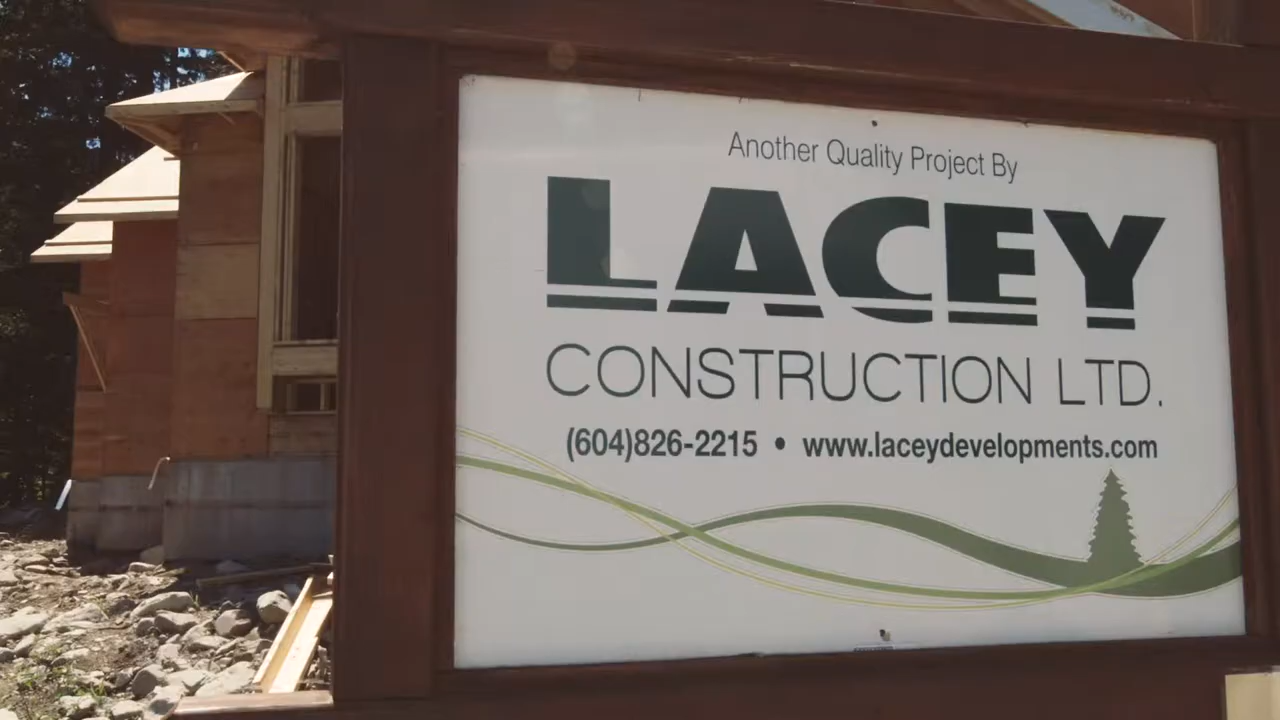 Another Quality Project By
LACEY
CONSTRUCTION LTD.
(604)826-2215 • www.laceydevelopments.com